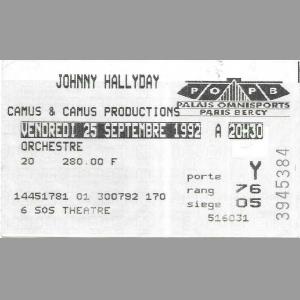 JOHNNY HALLYDAY
POPB
PALAIS OMNISPORTS
PARIS BERCY
CAMUS & CAMUS PRODUCTIONS
VENDREDI 25 SEPTEMBRE 1992 A 20H30
ORCHESTRE
20 280.00 F
porte Y
rang 76
14451781 01 300792 170
siege 05
6 SOS THEATRE
516031
5945325